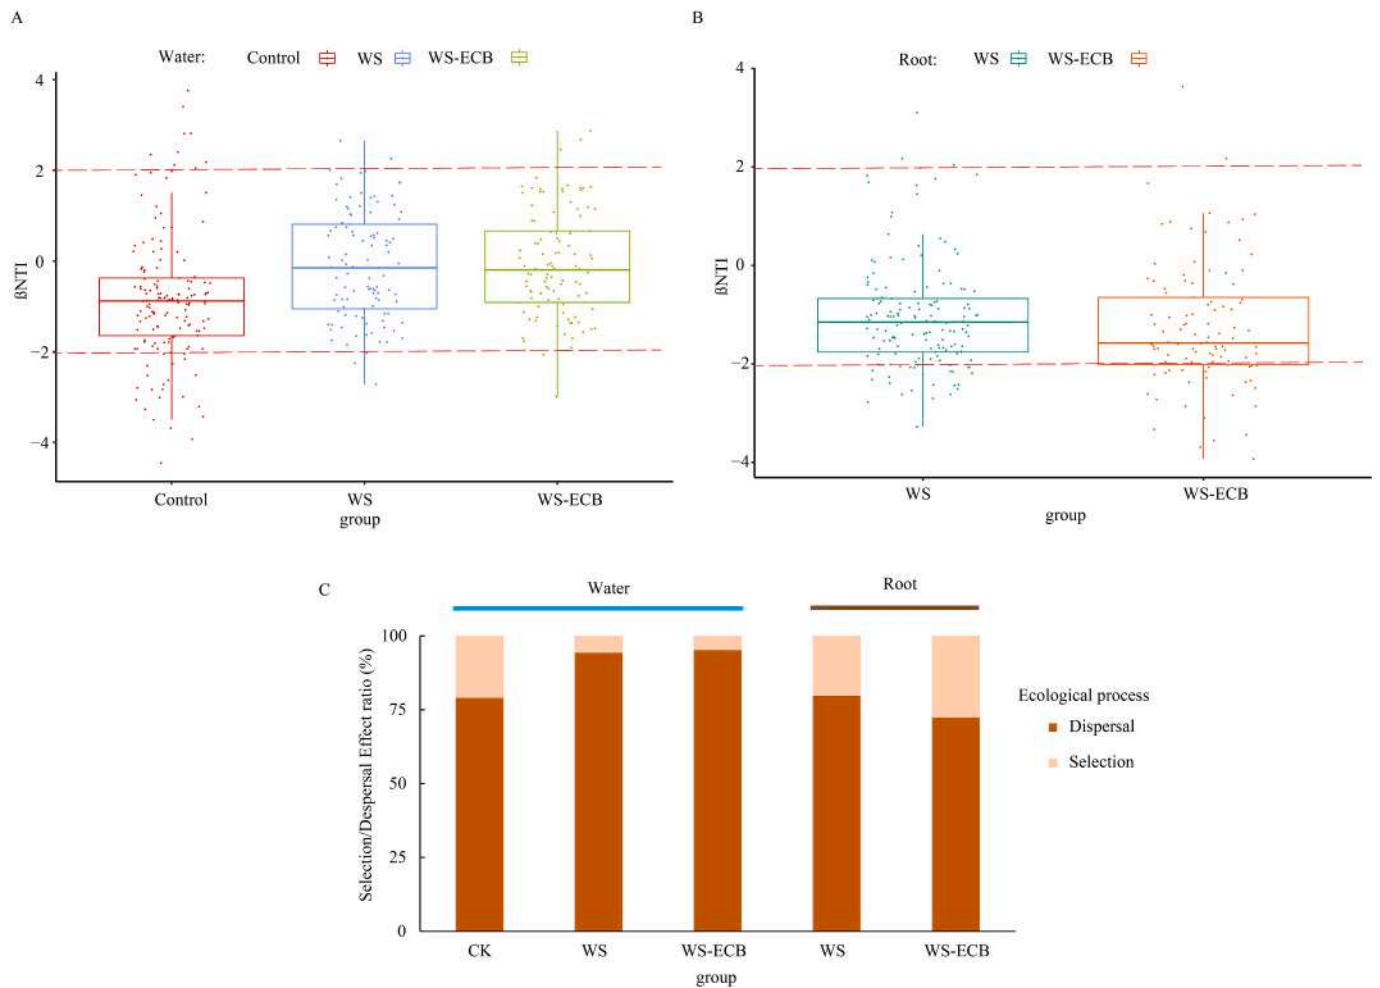 A
Water: Control WS WS-ECB
4
2
0
−2
−4
βNTI
Control WS WS-ECB
group
B
Root: WS WS-ECB
4
2
0
−2
−4
βNTI
WS WS-ECB
group
C
Water Root
100
75
50
25
0
Selection/Despersal Effect ratio (%)
CK WS WS-ECB WS WS-ECB
group
Ecological process
Dispersal
Selection